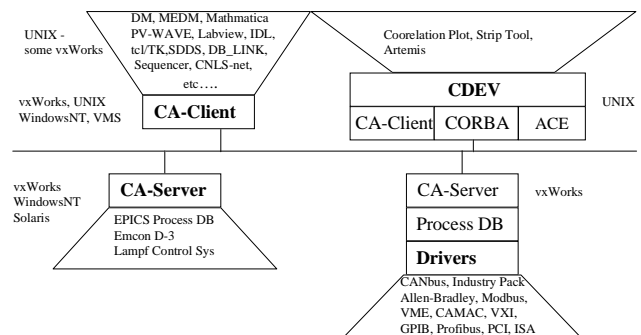 UNIX -
some vxWorks
DM, MEDM, Mathmatica
PV-WAVE, Labview, IDL,
tcl/TK,SDDS, DB_LINK,
Sequencer, CNLS-net,
etc….
vxWorks, UNIX
WindowsNT, VMS
CA-Client
Coorelation Plot, Strip Tool,
Artemis
CDEV
CA-Client
CORBA
ACE
UNIX
vxWorks
WindowsNT
Solaris
CA-Server
EPICS Process DB
Emcon D-3
Lampf Control Sys
CA-Server
Process DB
Drivers
vxWorks
CANbus, Industry Pack
Allen-Bradley, Modbus,
VME, CAMAC, VXI,
GPIB, Profibus, PCI, ISA